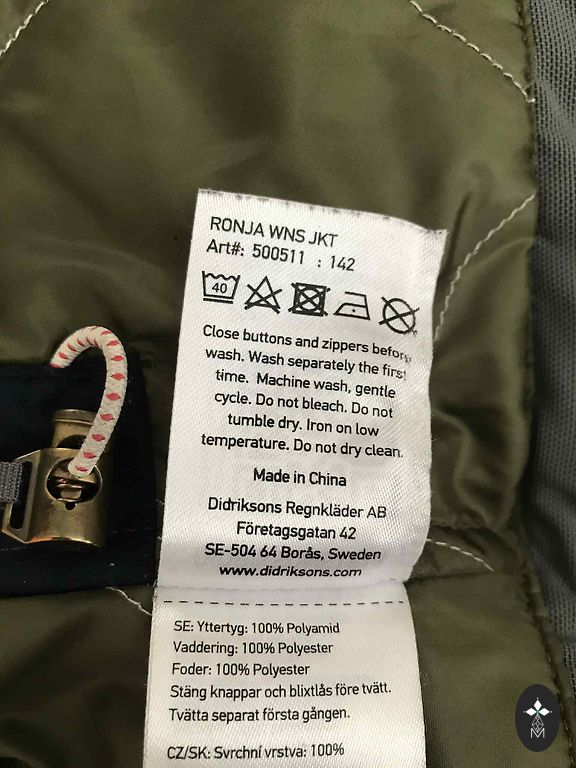 RONJA WNS JKT
Art#: 500511 : 142
40
Close buttons and zippers before
wash. Wash separately the first
time. Machine wash, gentle
cycle. Do not bleach. Do not
tumble dry. Iron on low
temperature. Do not dry clean.
Made in China
Didriksons Regnkläder AB
Företagsgatan 42
SE-504 64 Borås, Sweden
www.didriksons.com
SE: Yttertyg: 100% Polyamid
Vaddering: 100% Polyester
Foder: 100% Polyester
Stäng knappar och blixtlås före tvätt.
Tvätta separat första gången.
CZ/SK: Svrchní vrstva: 100%
M